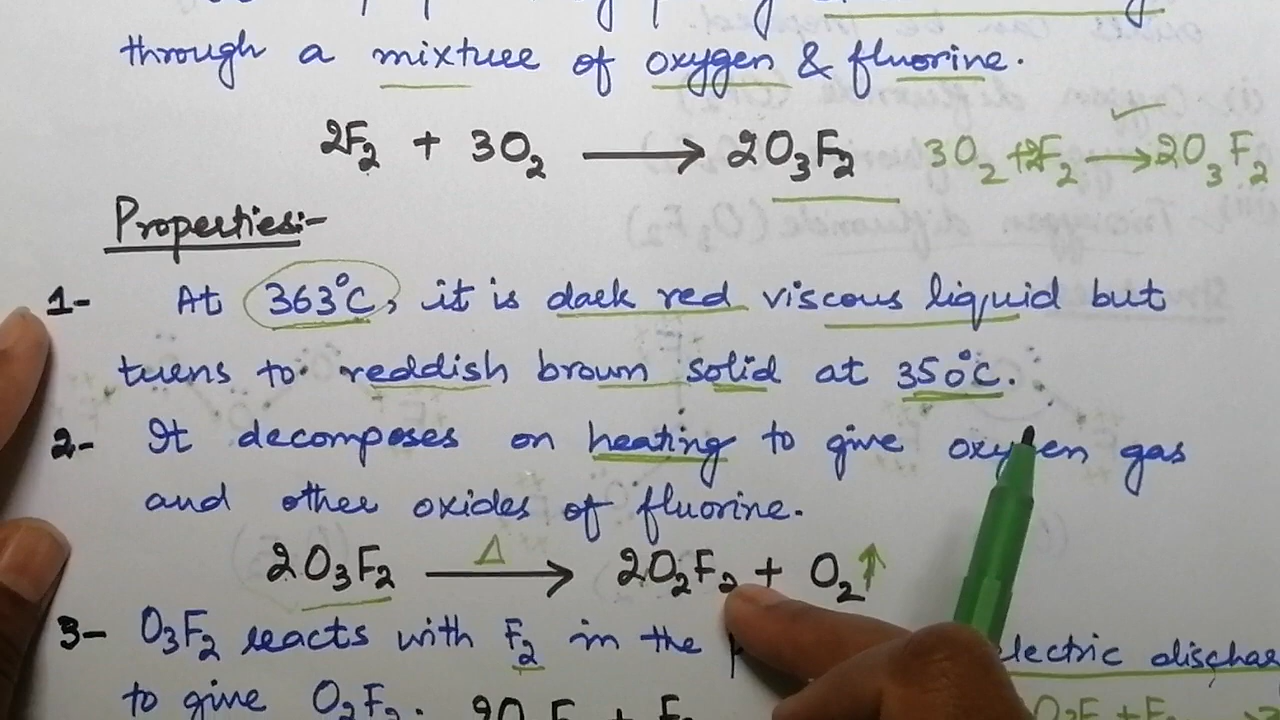 through a mixture of oxygen & fluorine.
2F₂ + 3O₂ ⟶ 2O₃F₂ 3O₂ + 2F₂ ⟶ 2O₃F₂
Properties:-
1- At 363°C, it is dark red viscous liquid but
turns to reddish brown solid at 350°C.
2- It decomposes on heating to give oxygen gas
and other oxides of fluorine.
2O₃F₂ —Δ⟶ 2O₂F₂ + O₂ ↑
3- O₃F₂ reacts with F₂ in the
to give O₂F₂.